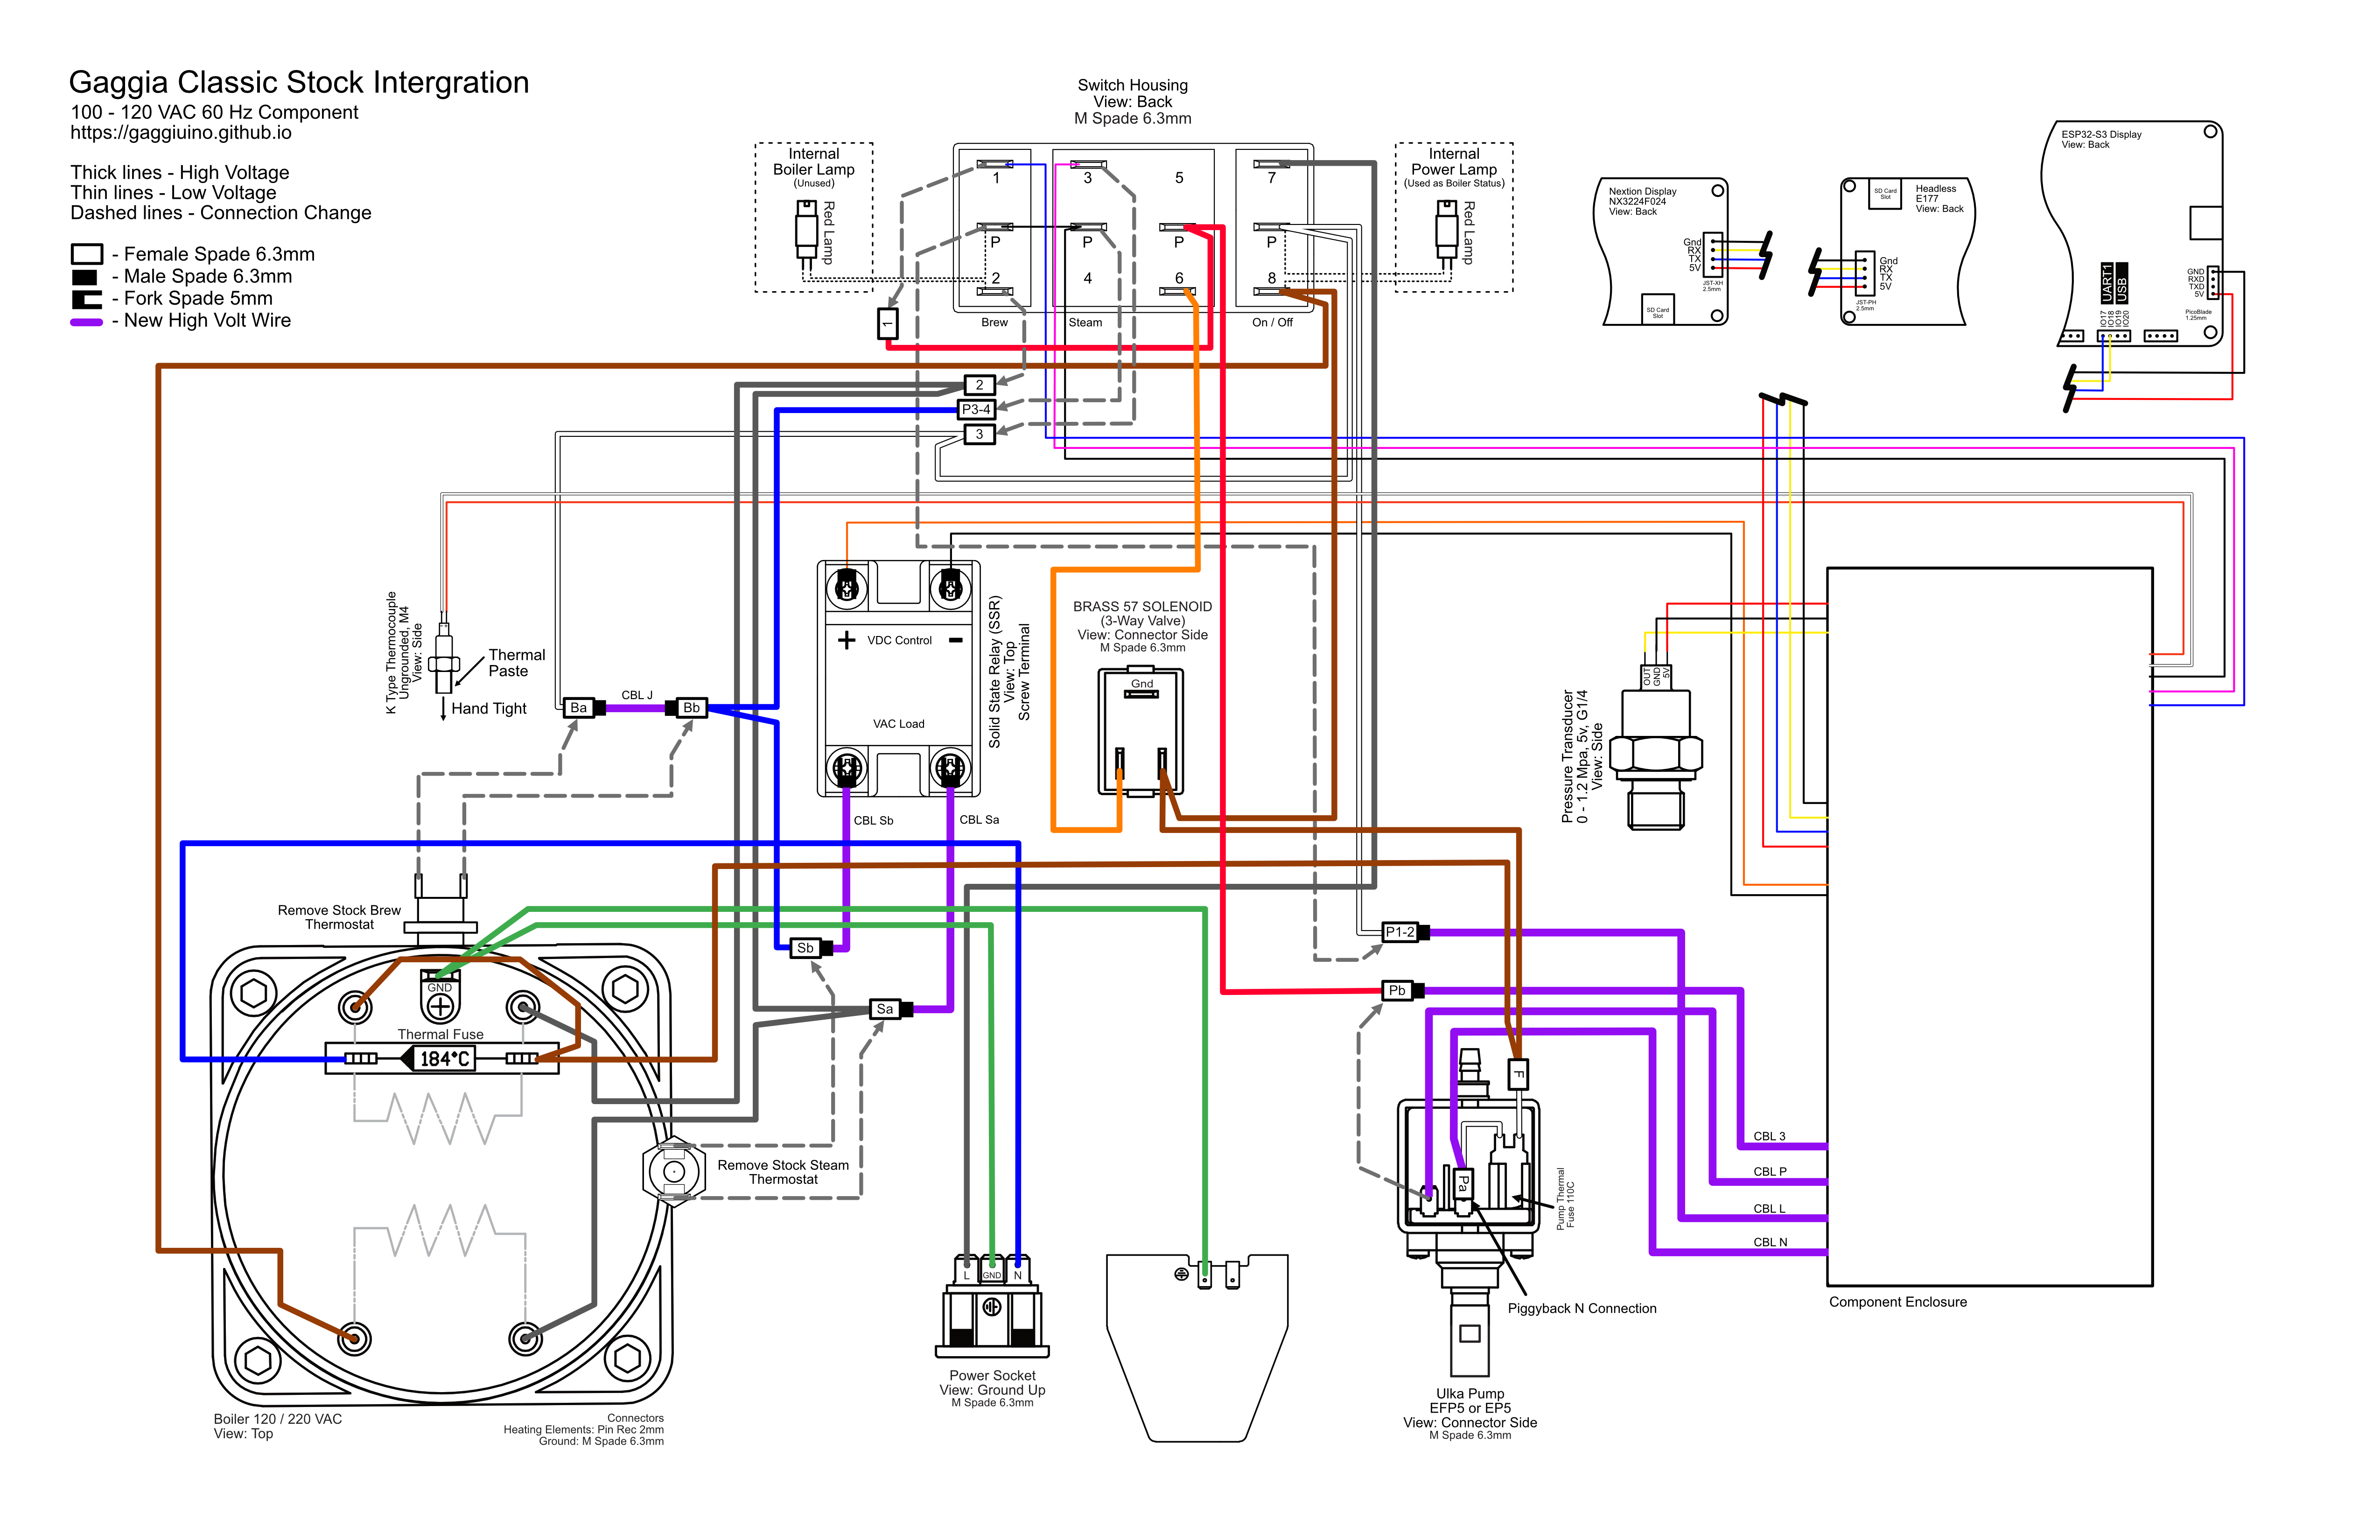 Gaggia Classic Stock Intergration
100 - 120 VAC 60 Hz Component
https://gaggiuino.github.io
Thick lines - High Voltage
Thin lines - Low Voltage
Dashed lines - Connection Change
- Female Spade 6.3mm
- Male Spade 6.3mm
- Fork Spade 5mm
- New High Volt Wire
Switch Housing
View: Back
M Spade 6.3mm
Internal
Boiler Lamp
(Unused)
Red Lamp
1
3
5
7
P
P
P
P
2
4
6
8
Brew
Steam
On / Off
Internal
Power Lamp
(Used as Boiler Status)
Red Lamp
Nextion Display
NX3224F024
View: Back
Gnd
RX
TX
5V
JST-XH
2.5mm
SD Card
Slot
SD Card
Slot
Headless
E177
View: Back
Gnd
RX
TX
5V
JST-PH
2.5mm
ESP32-S3 Display
View: Back
GND
RXD
TXD
5V
PicoBlade
1.25mm
UART1
USB
IO17
IO18
IO19
IO20
1
2
P3-4
3
K Type Thermocouple
Ungrounded, M4
View: Side
Thermal
Paste
Hand Tight
CBL J
Ba
Bb
+
VDC Control
-
VAC Load
Solid State Relay (SSR)
View: Top
Screw Terminal
CBL Sb
CBL Sa
BRASS 57 SOLENOID
(3-Way Valve)
View: Connector Side
M Spade 6.3mm
Gnd
OUT
GND
5V
Pressure Transducer
0 - 1.2 Mpa, 5v, G1/4
View: Side
Remove Stock Brew
Thermostat
Sb
Sa
P1-2
Pb
GND
Thermal Fuse
184°C
Remove Stock Steam
Thermostat
F
Pa
Pump Thermal
Fuse 110C
CBL 3
CBL P
CBL L
CBL N
L
GND
N
Piggyback N Connection
Component Enclosure
Power Socket
View: Ground Up
M Spade 6.3mm
Ulka Pump
EFP5 or EP5
View: Connector Side
M Spade 6.3mm
Boiler 120 / 220 VAC
View: Top
Connectors
Heating Elements: Pin Rec 2mm
Ground: M Spade 6.3mm